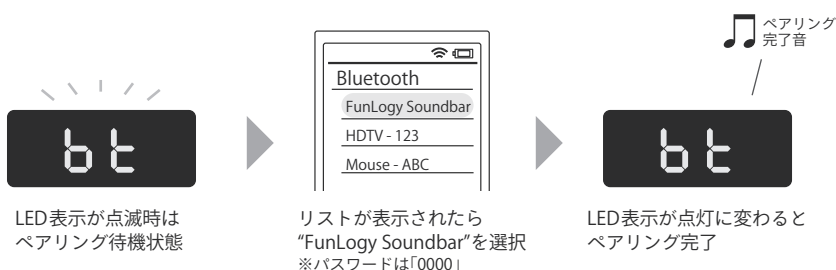 ペアリング
完了音
bt
LED表示が点滅時は
ペアリング待機状態
Bluetooth
FunLogy Soundbar
HDTV - 123
Mouse - ABC
リストが表示されたら
“FunLogy Soundbar”を選択
※パスワードは「0000」
bt
LED表示が点灯に変わると
ペアリング完了